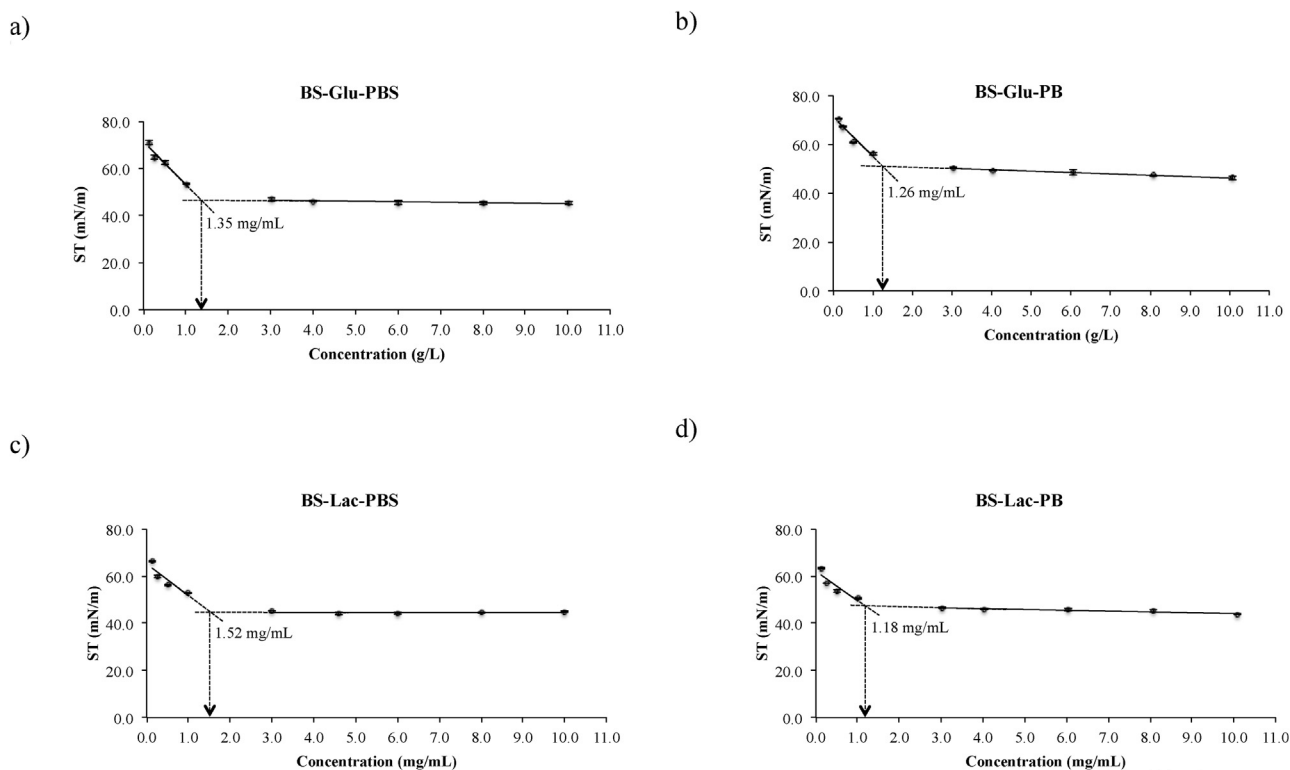 a)
BS-Glu-PBS
80.0
60.0
40.0
20.0
0.0
ST (mN/m)
1.35 mg/mL
0.0 1.0 2.0 3.0 4.0 5.0 6.0 7.0 8.0 9.0 10.0 11.0
Concentration (g/L)
b)
BS-Glu-PB
80.0
60.0
40.0
20.0
0.0
ST (mN/m)
1.26 mg/mL
0.0 1.0 2.0 3.0 4.0 5.0 6.0 7.0 8.0 9.0 10.0 11.0
Concentration (g/L)
c)
BS-Lac-PBS
80.0
60.0
40.0
20.0
0.0
ST (mN/m)
1.52 mg/mL
0.0 1.0 2.0 3.0 4.0 5.0 6.0 7.0 8.0 9.0 10.0 11.0
Concentration (mg/mL)
d)
BS-Lac-PB
80.0
60.0
40.0
20.0
0.0
ST (mN/m)
1.18 mg/mL
0.0 1.0 2.0 3.0 4.0 5.0 6.0 7.0 8.0 9.0 10.0 11.0
Concentration (mg/mL)